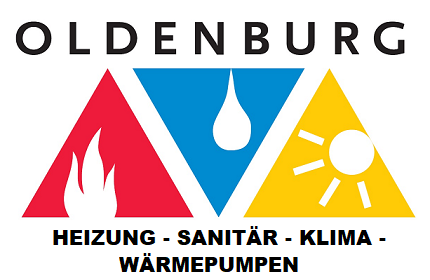 OLDENBURG
HEIZUNG - SANITÄR - KLIMA -
WÄRMEPUMPEN